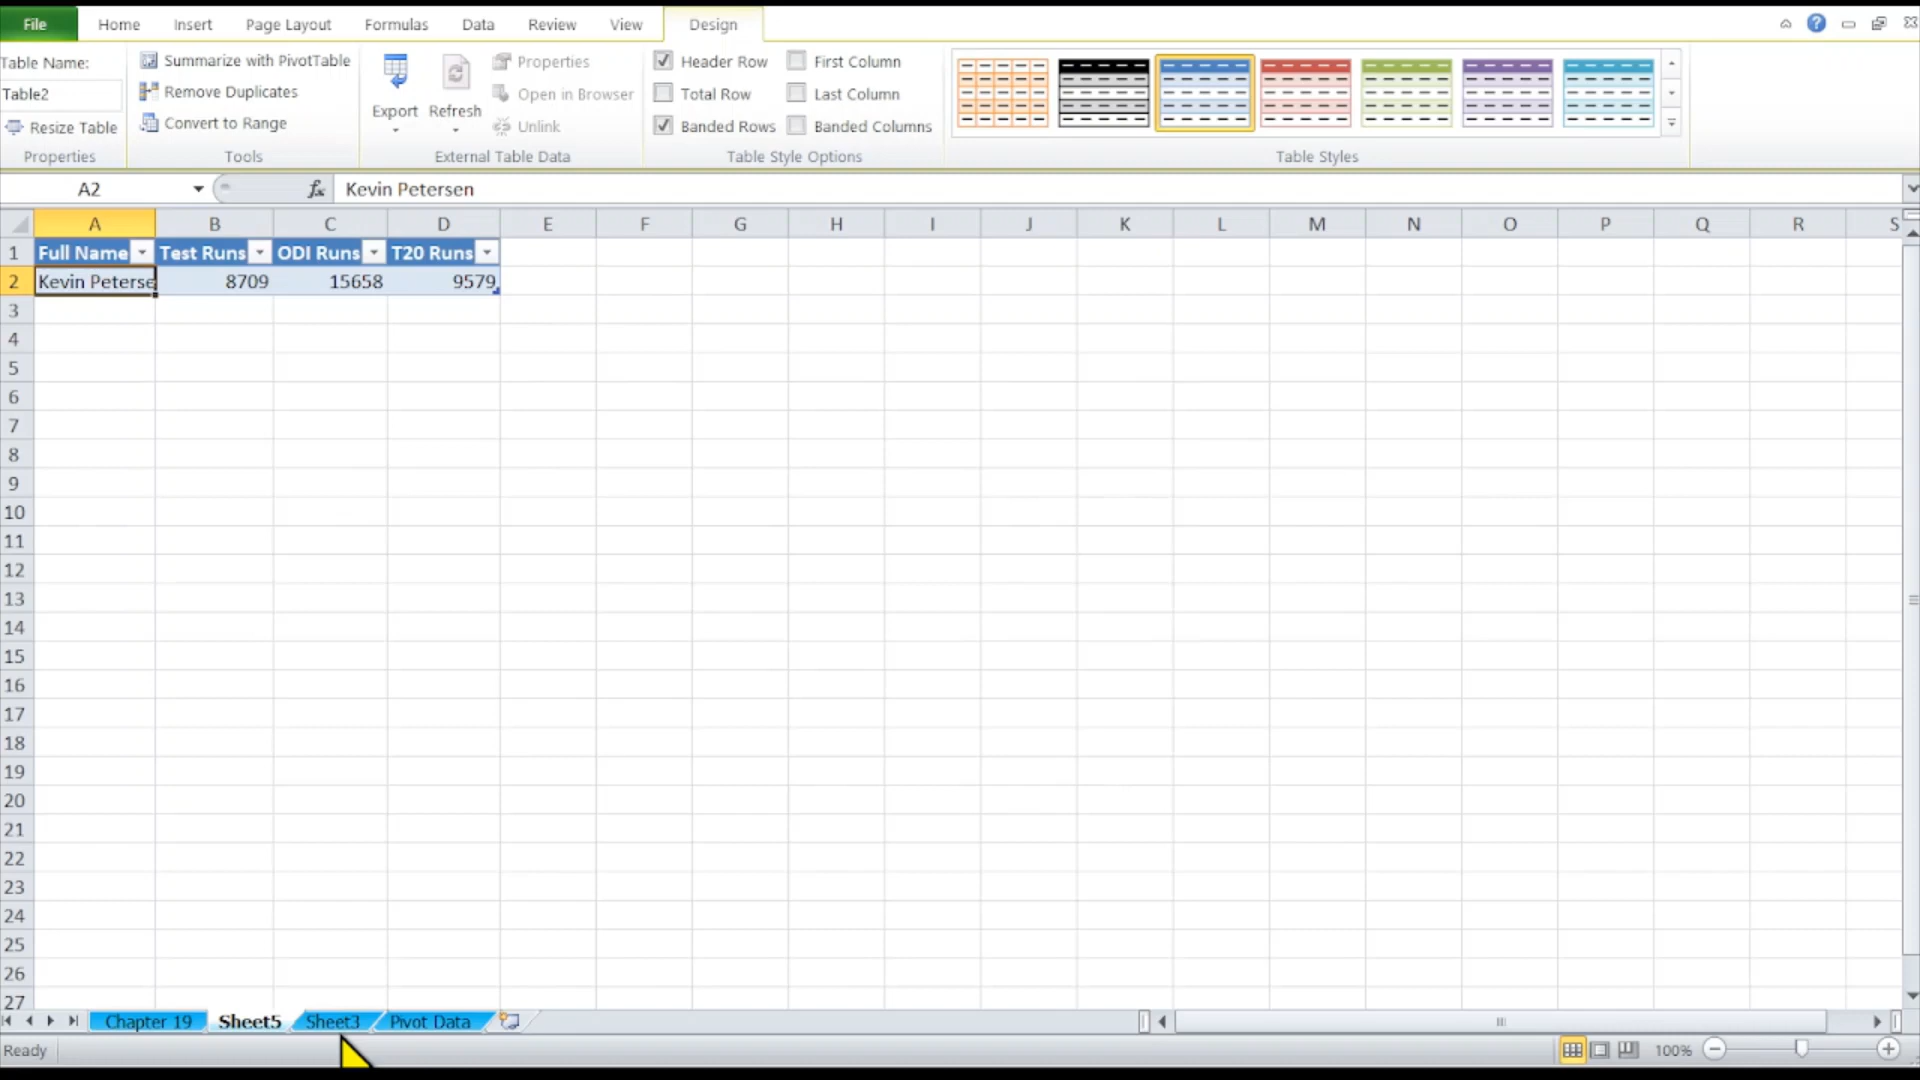 File Home Insert Page Layout Formulas Data Review View Design
Table Name: Summarize with PivotTable Properties Header Row First Column
Table2 Remove Duplicates Export Refresh Open in Browser Total Row Last Column
Resize Table Convert to Range Unlink Banded Rows Banded Columns
Properties Tools External Table Data Table Style Options Table Styles
A2 fx Kevin Petersen
A B C D E F G H I J K L M N O P Q R S
1 Full Name Test Runs ODI Runs T20 Runs
2 Kevin Peterse 8709 15658 9579
3
4
5
6
7
8
9
10
11
12
13
14
15
16
17
18
19
20
21
22
23
24
25
26
27
Chapter 19 Sheet5 Sheet3 Pivot Data
Ready 100%